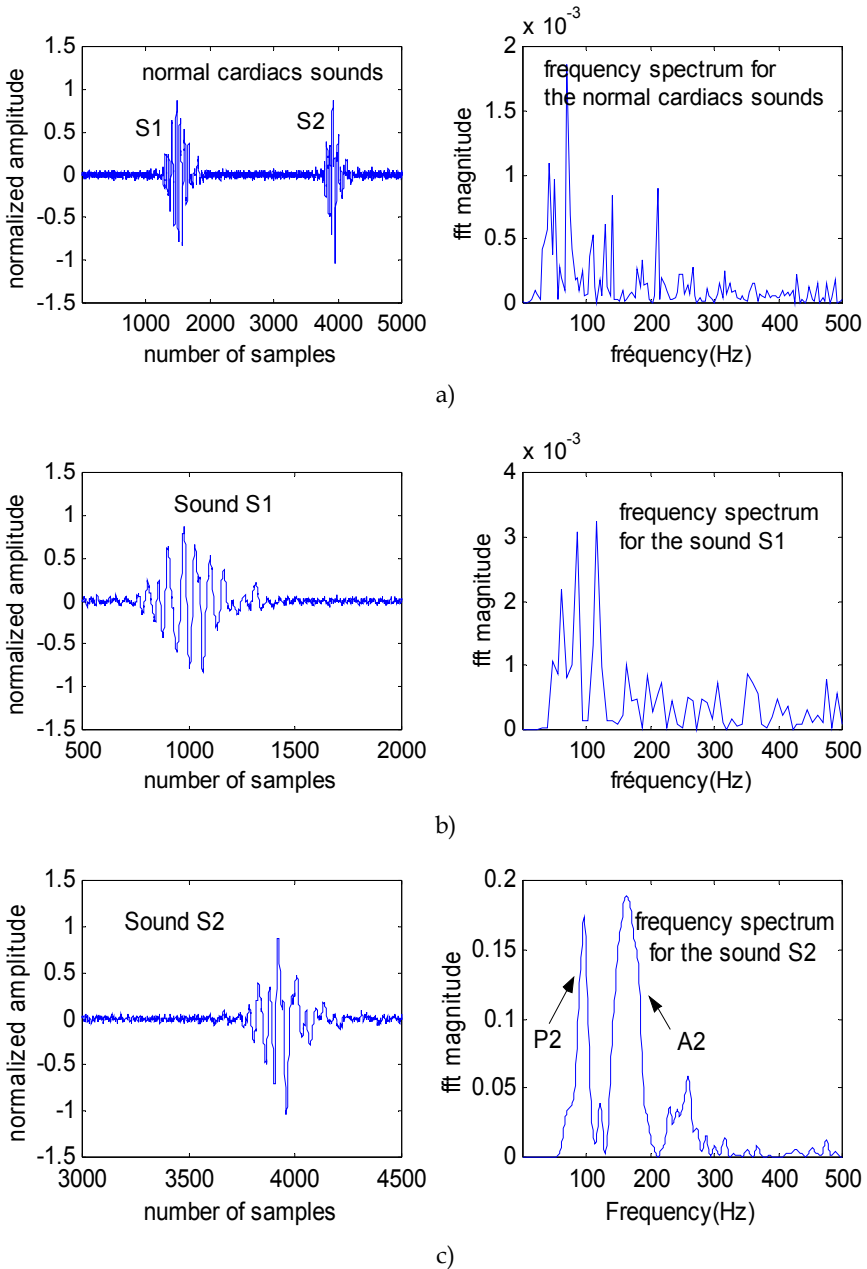 x 10-3
1.5
1
0.5
0
-0.5
-1
-1.5
normal cardiacs sounds
S1
S2
normalized amplitude
1000 2000 3000 4000 5000
number of samples
2
1.5
1
0.5
0
frequency spectrum for
the normal cardiacs sounds
fft magnitude
100 200 300 400 500
fréquency(Hz)
a)
1.5
1
0.5
0
-0.5
-1
-1.5
Sound S1
normalized amplitude
500 1000 1500 2000
number of samples
x 10-3
4
3
2
1
0
frequency spectrum
for the sound S1
fft magnitude
100 200 300 400 500
fréquency(Hz)
b)
1.5
1
0.5
0
-0.5
-1
-1.5
Sound S2
normalized amplitude
3000 3500 4000 4500
number of samples
0.2
0.15
0.1
0.05
0
frequency spectrum
for the sound S2
P2
A2
fft magnitude
100 200 300 400 500
Frequency(Hz)
c)